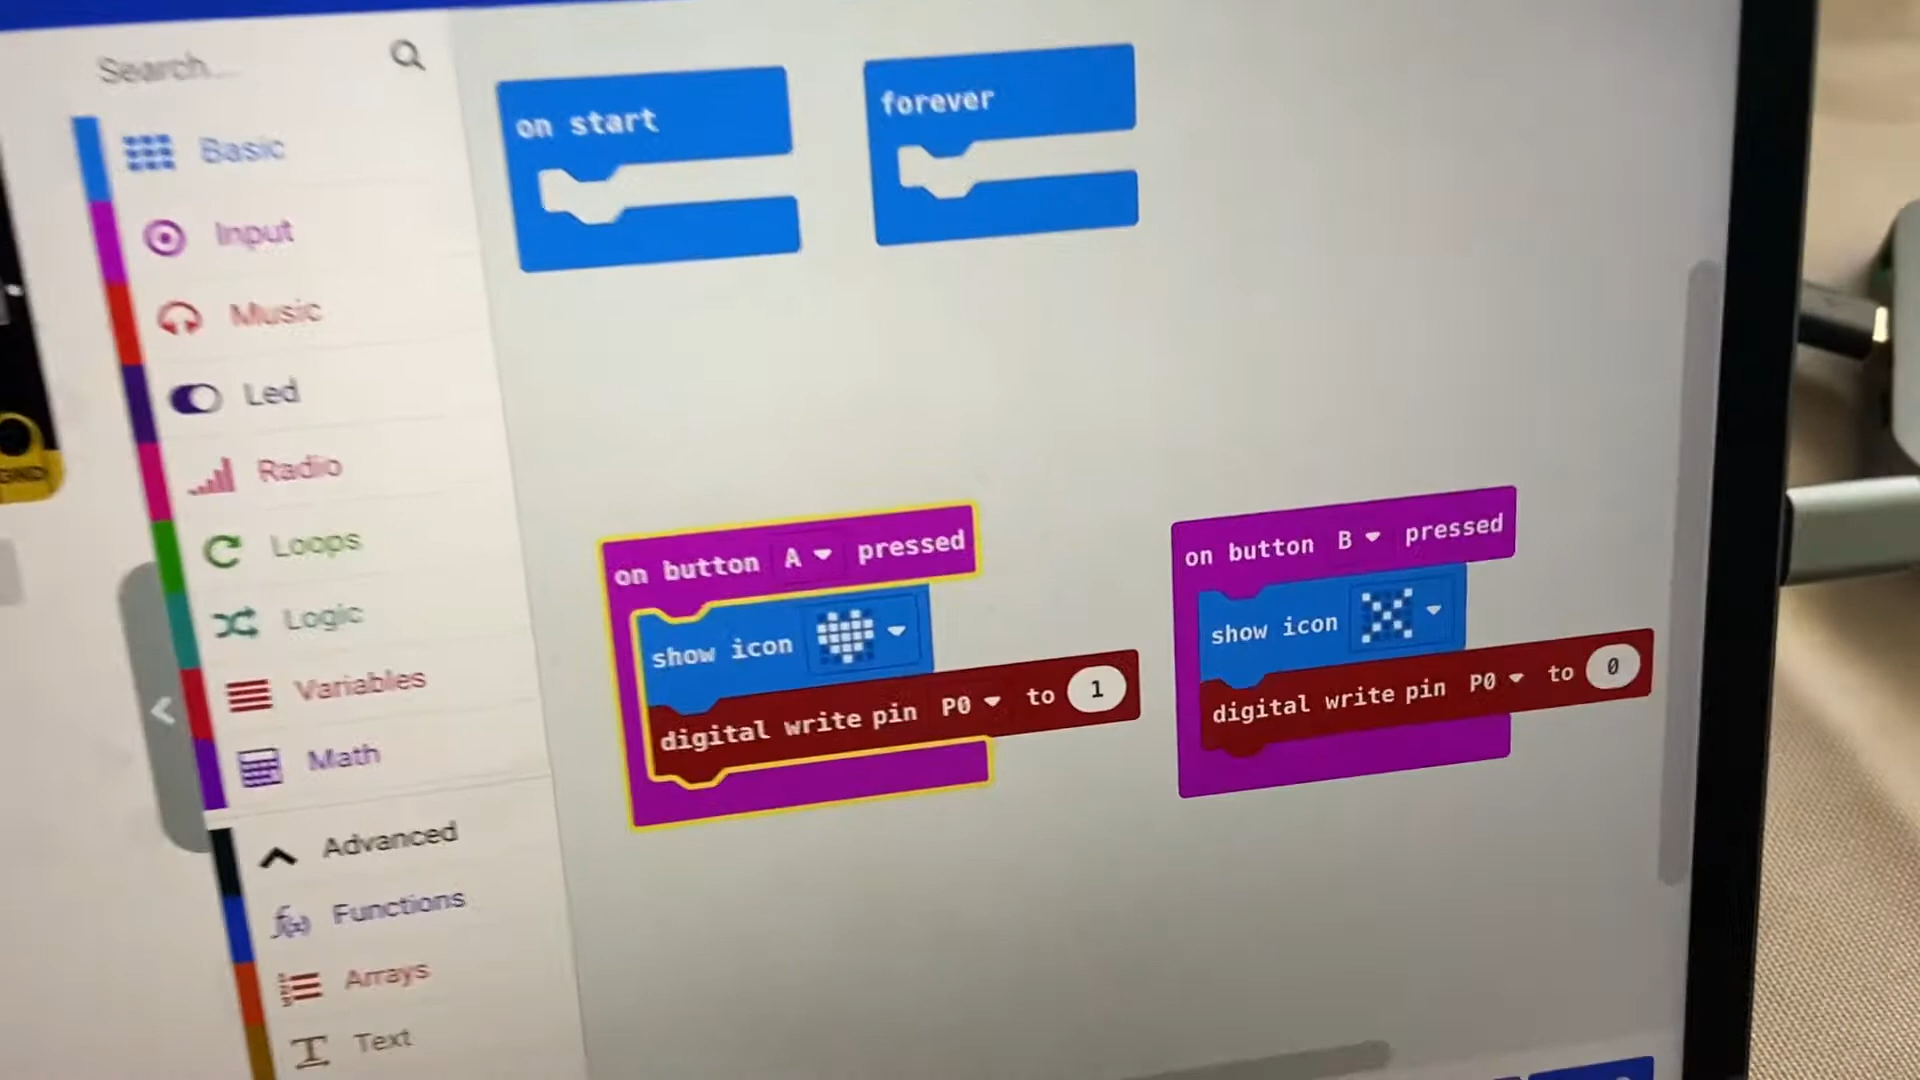 Search...
Basic
Input
Music
Led
Radio
Loops
Logic
Variables
Math
Advanced
Functions
Arrays
Text
GND
on start
forever
on button A pressed
show icon
digital write pin P0 to 1
on button B pressed
show icon
digital write pin P0 to 0